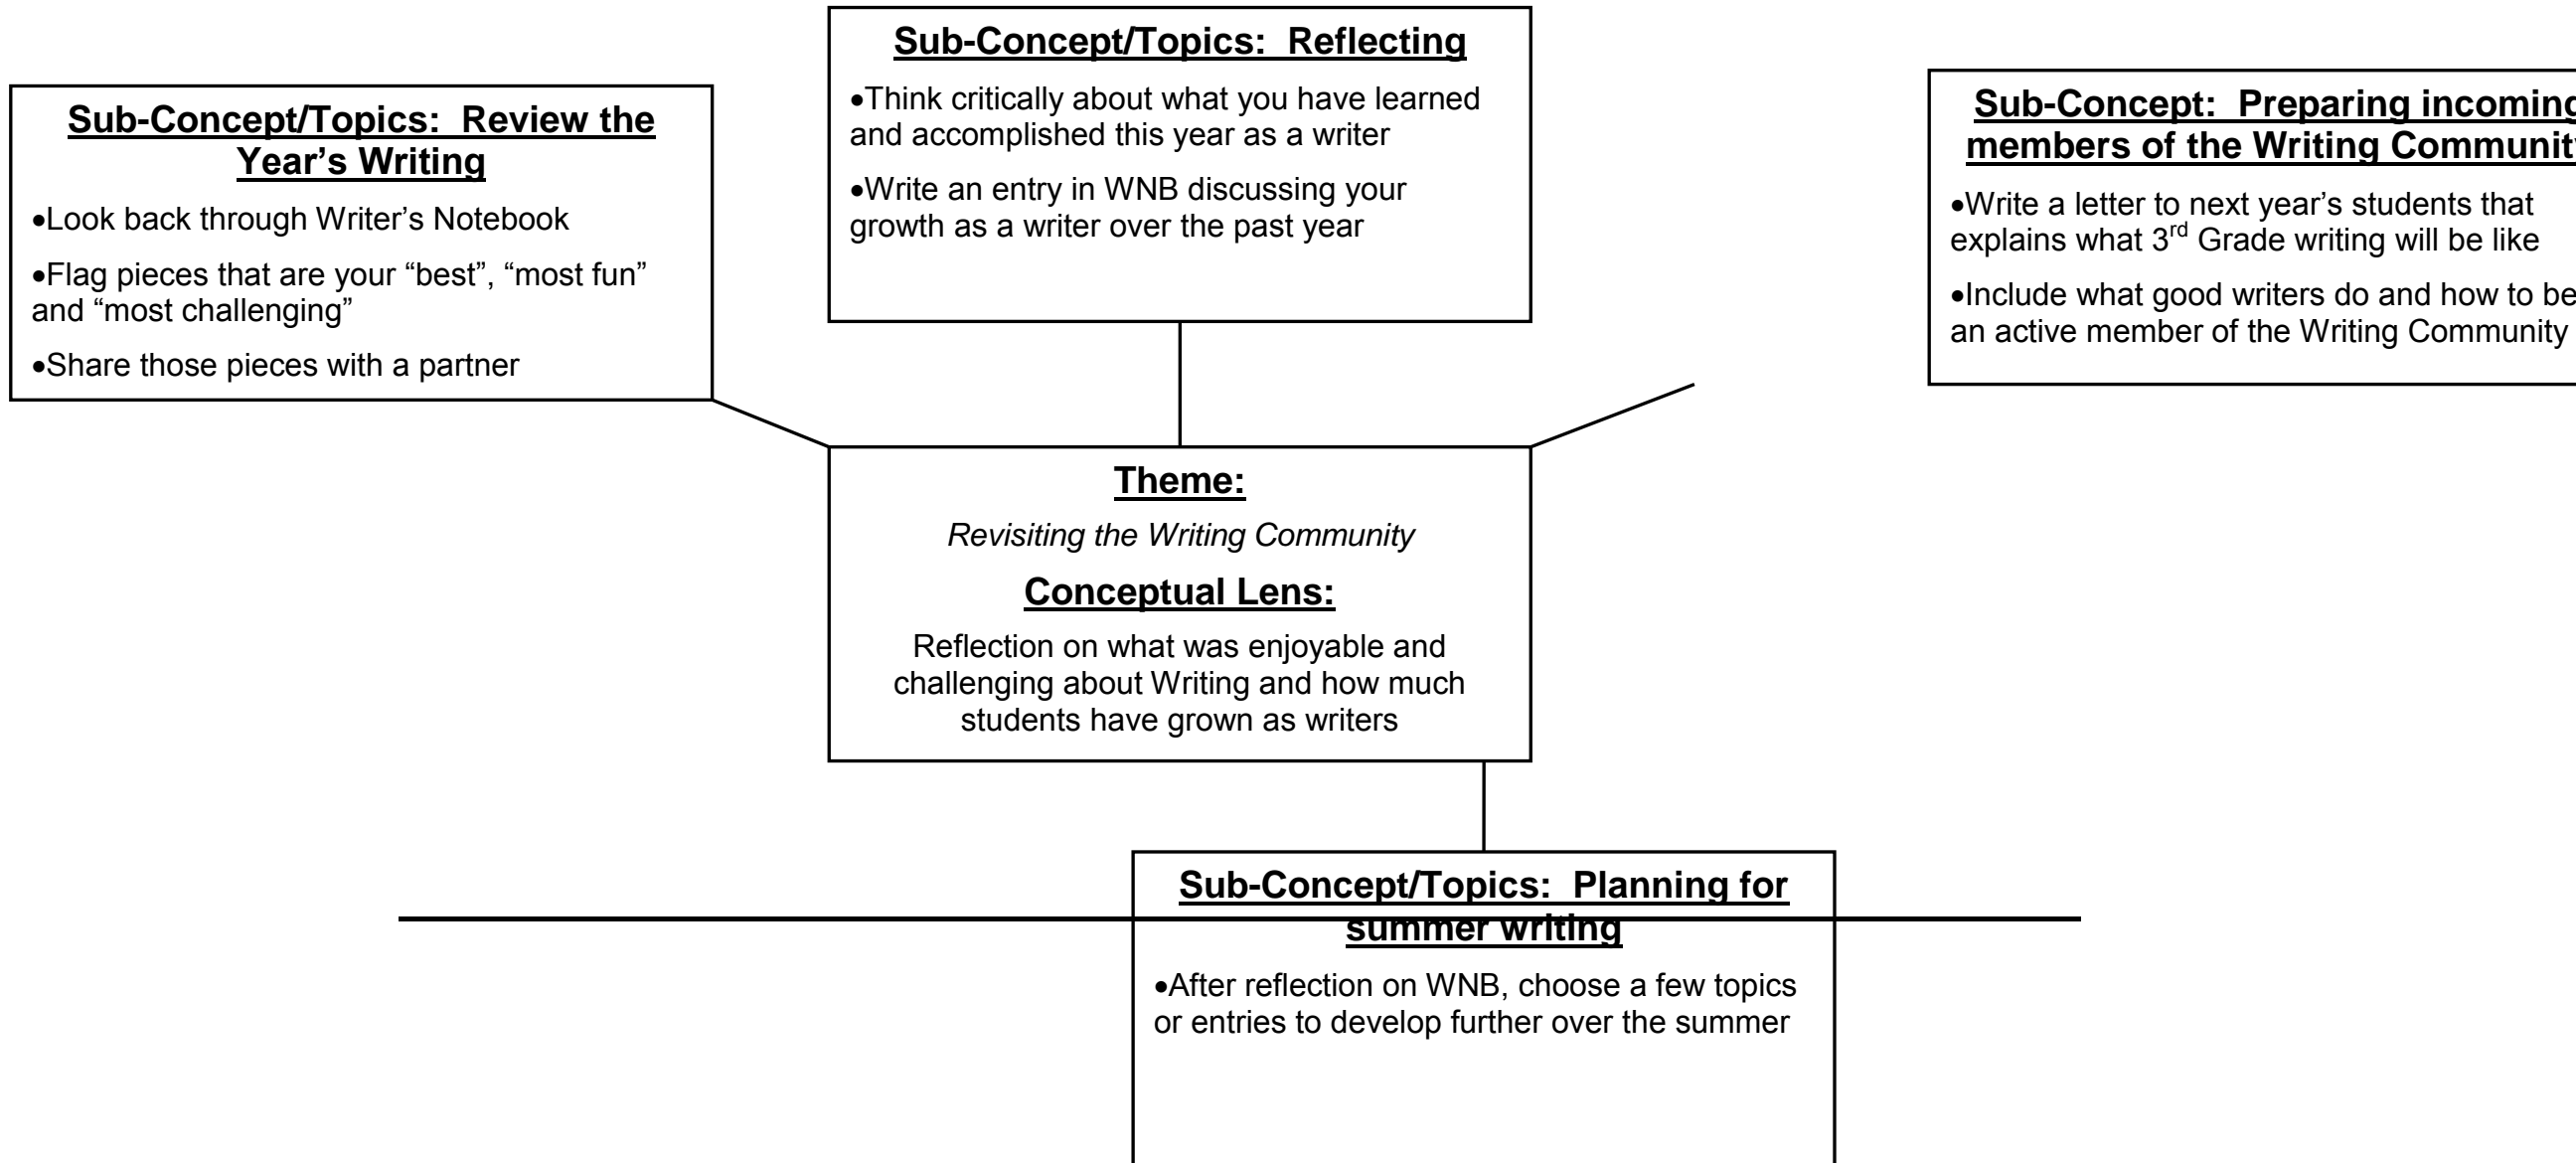 Sub-Concept/Topics: Review the
Year’s Writing
•Look back through Writer’s Notebook
•Flag pieces that are your “best”, “most fun”
and “most challenging”
•Share those pieces with a partner
Sub-Concept/Topics: Reflecting
•Think critically about what you have learned
and accomplished this year as a writer
•Write an entry in WNB discussing your
growth as a writer over the past year
Sub-Concept: Preparing incoming
members of the Writing Community
•Write a letter to next year’s students that
explains what 3rd Grade writing will be like
•Include what good writers do and how to be
an active member of the Writing Community
Theme:
Revisiting the Writing Community
Conceptual Lens:
Reflection on what was enjoyable and
challenging about Writing and how much
students have grown as writers
Sub-Concept/Topics: Planning for
summer writing
•After reflection on WNB, choose a few topics
or entries to develop further over the summer